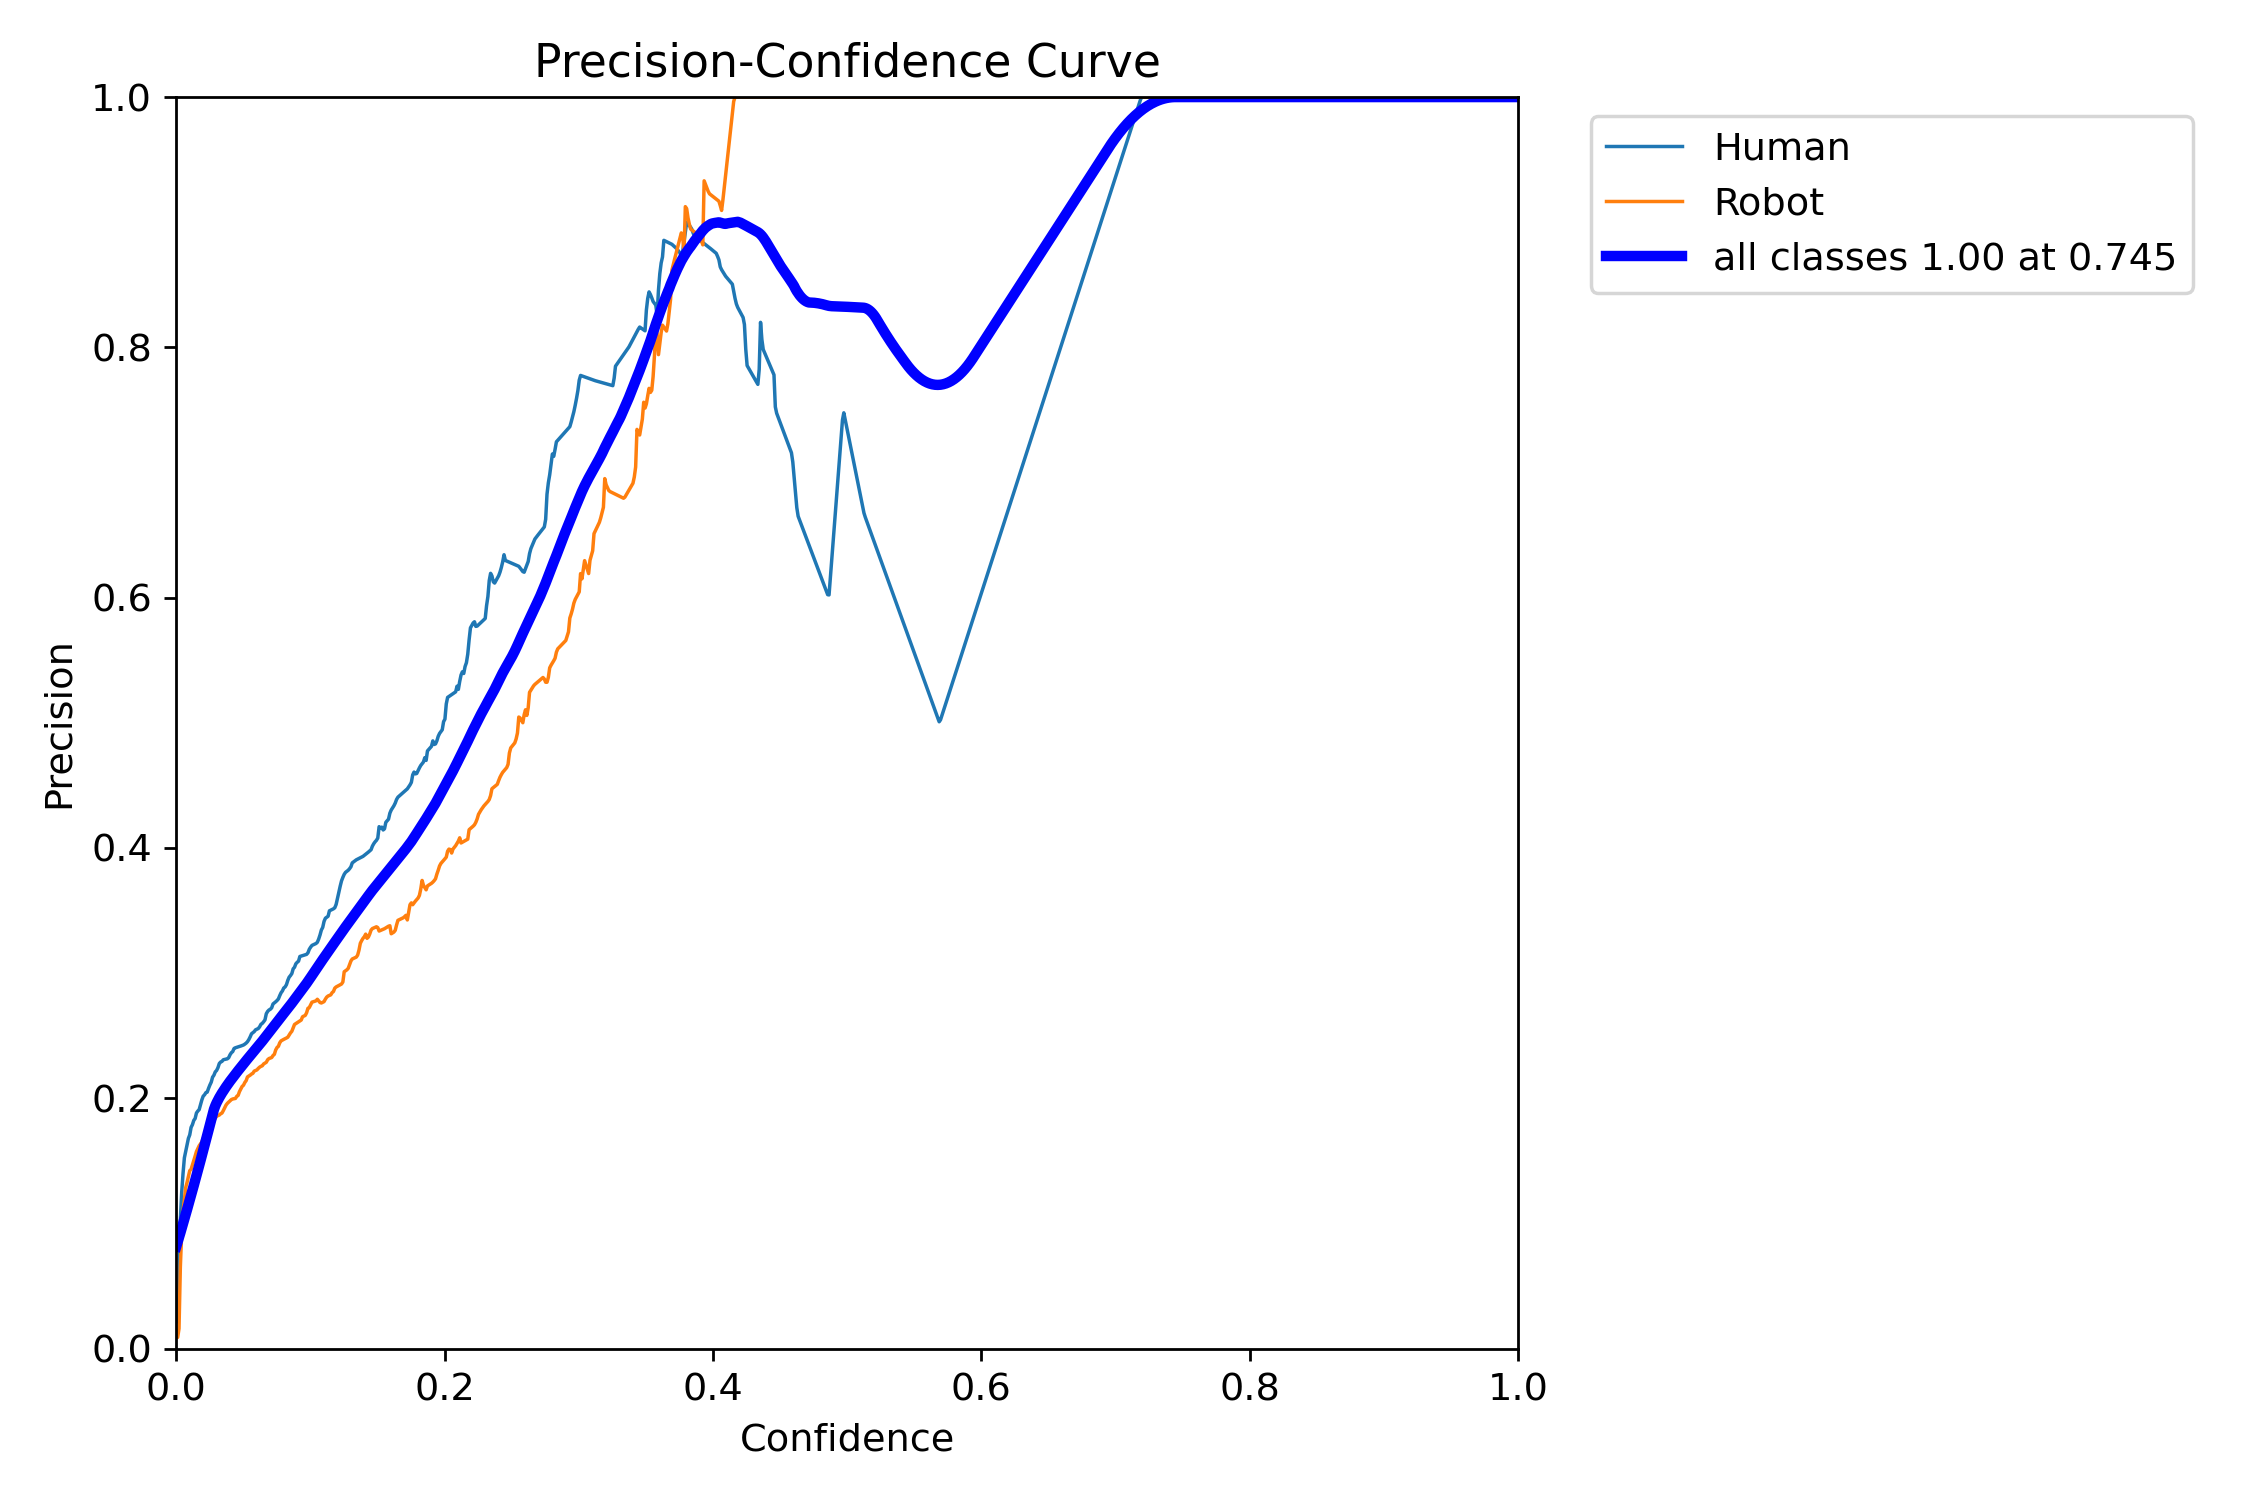 Precision-Confidence Curve
1.0
0.8
0.6
0.4
0.2
0.0
Precision
0.0 0.2 0.4 0.6 0.8 1.0
Confidence
Human
Robot
all classes 1.00 at 0.745